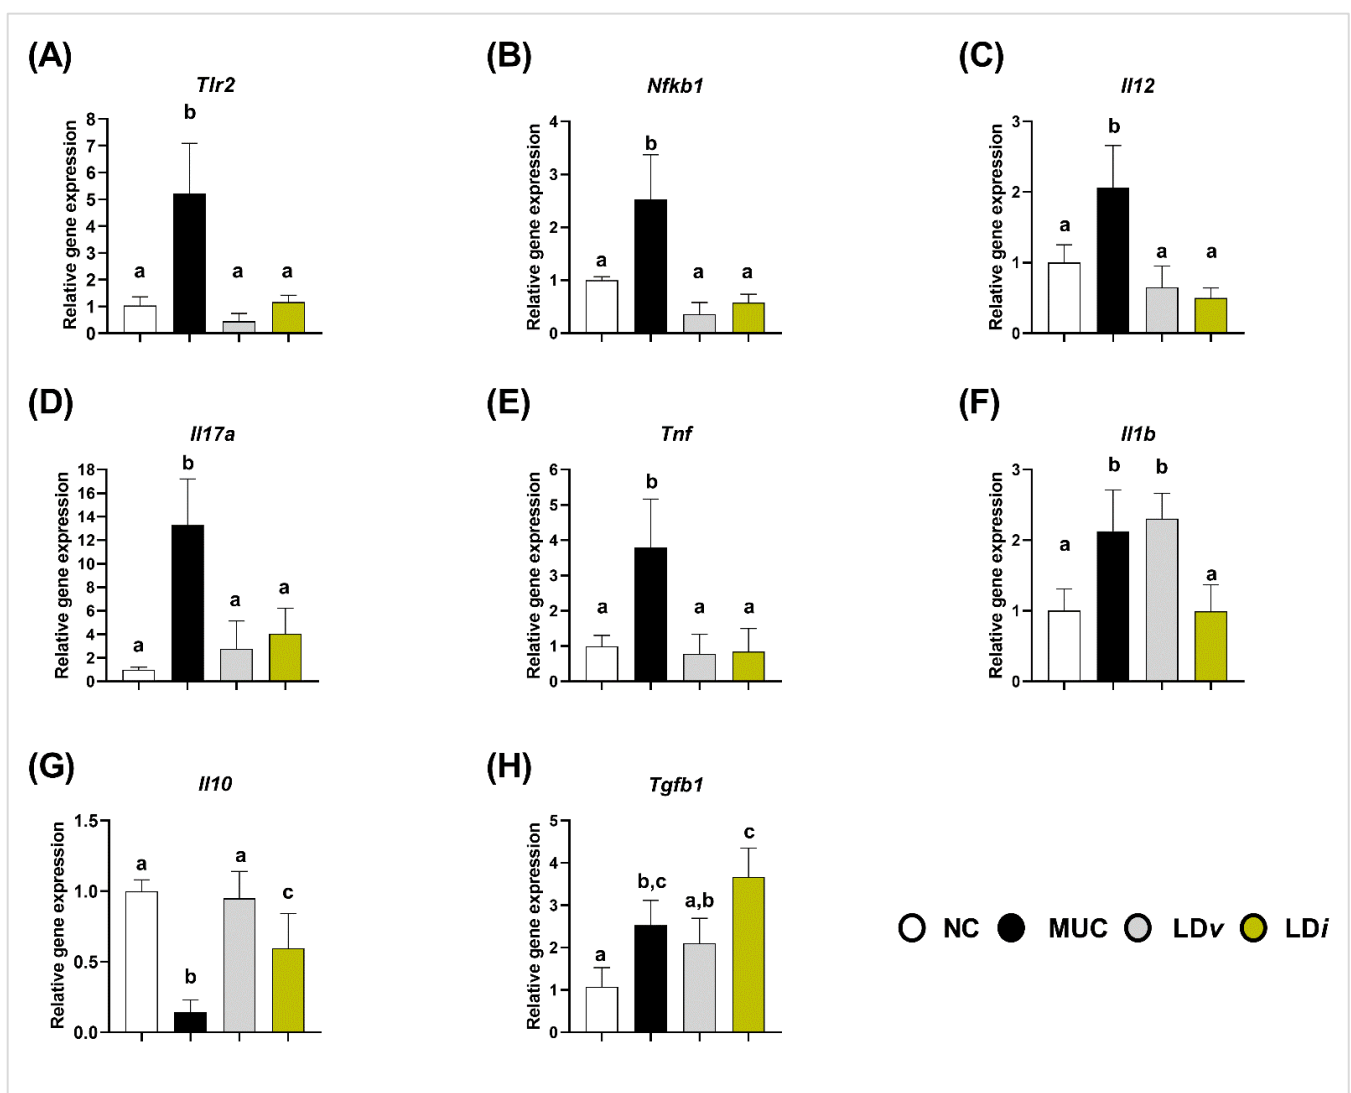 (A)
Tlr2
Relative gene expression
8
7
6
5
4
3
2
1
0
a
b
a
a
(B)
Nfkb1
Relative gene expression
4
3
2
1
0
a
b
a
a
(C)
Il12
Relative gene expression
3
2
1
0
a
b
a
a
(D)
Il17a
Relative gene expression
18
16
14
12
10
8
6
4
2
0
a
b
a
a
(E)
Tnf
Relative gene expression
6
5
4
3
2
1
0
a
b
a
a
(F)
Il1b
Relative gene expression
3
2
1
0
a
b
b
a
(G)
Il10
Relative gene expression
1.5
1.0
0.5
0.0
a
b
a
c
(H)
Tgfb1
Relative gene expression
5
4
3
2
1
0
a
b,c
a,b
c
NC MUC LDv LDi